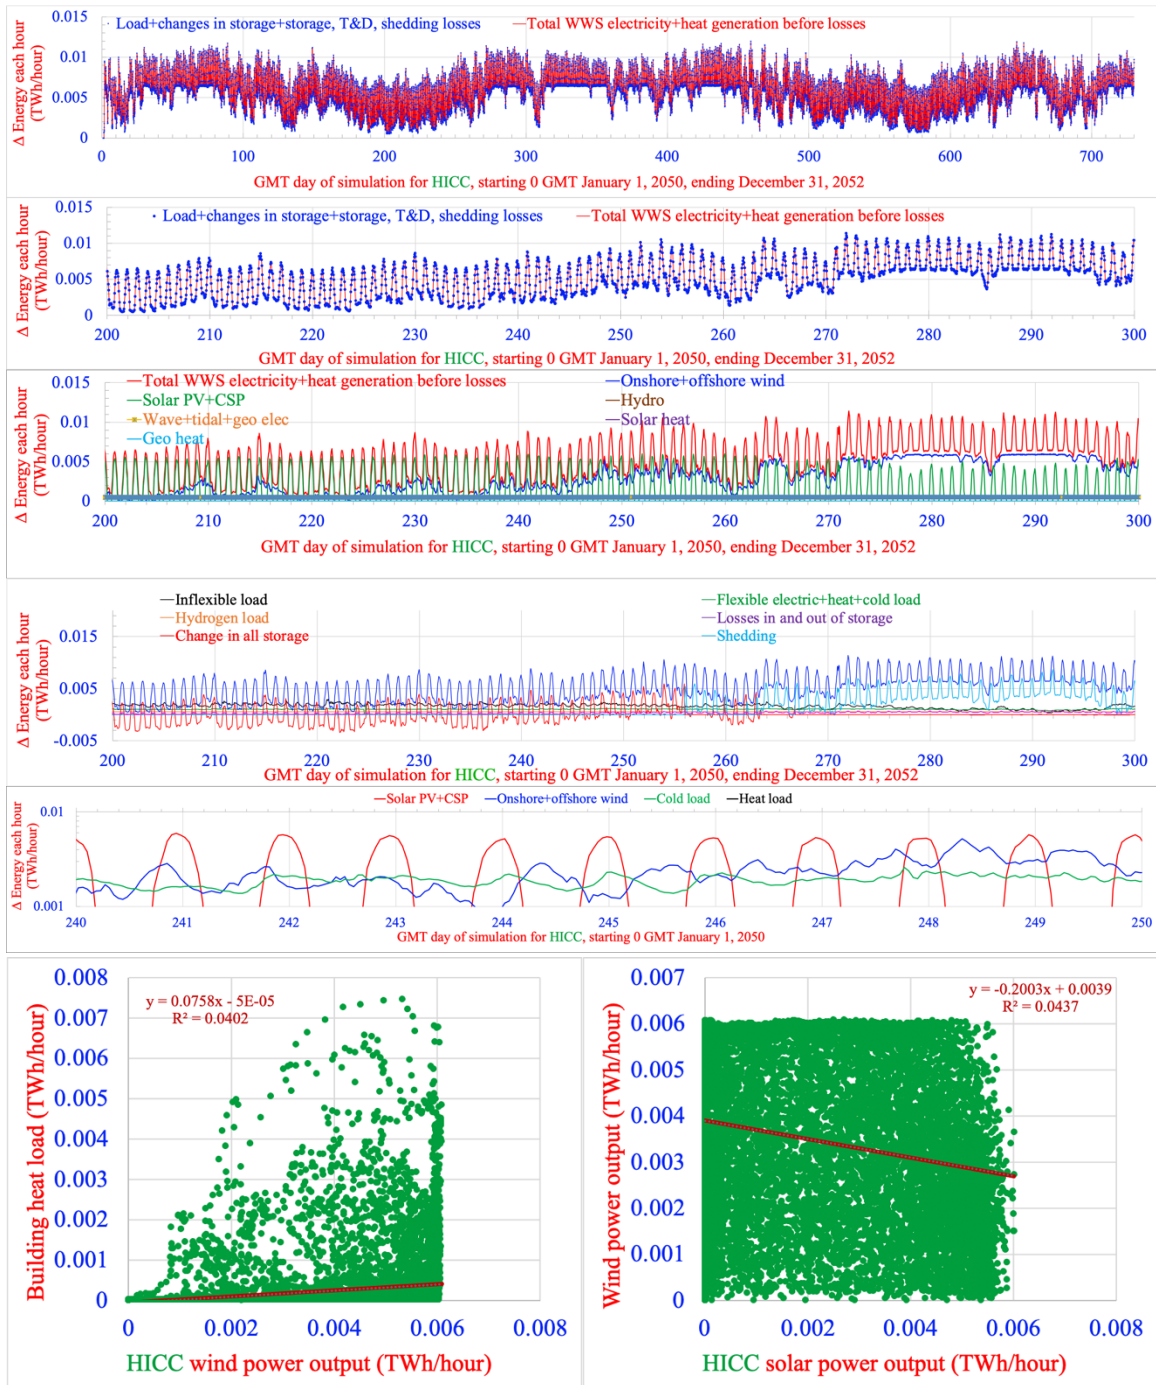 Load+changes in storage+storage, T&D, shedding losses
Total WWS electricity+heat generation before losses
Δ Energy each hour
(TWh/hour)
0.015
0.01
0.005
0
0 100 200 300 400 500 600 700
GMT day of simulation for HICC, starting 0 GMT January 1, 2050, ending December 31, 2052
Load+changes in storage+storage, T&D, shedding losses
Total WWS electricity+heat generation before losses
Δ Energy each hour
(TWh/hour)
0.015
0.01
0.005
0
200 210 220 230 240 250 260 270 280 290 300
GMT day of simulation for HICC, starting 0 GMT January 1, 2050, ending December 31, 2052
Total WWS electricity+heat generation before losses
Onshore+offshore wind
Solar PV+CSP
Hydro
Wave+tidal+geo elec
Solar heat
Geo heat
Δ Energy each hour
(TWh/hour)
0.015
0.01
0.005
0
200 210 220 230 240 250 260 270 280 290 300
GMT day of simulation for HICC, starting 0 GMT January 1, 2050, ending December 31, 2052
Inflexible load
Flexible electric+heat+cold load
Hydrogen load
Losses in and out of storage
Change in all storage
Shedding
Δ Energy each hour
(TWh/hour)
0.015
0.005
-0.005
200 210 220 230 240 250 260 270 280 290 300
GMT day of simulation for HICC, starting 0 GMT January 1, 2050, ending December 31, 2052
Solar PV+CSP
Onshore+offshore wind
Cold load
Heat load
Δ Energy each hour
(TWh/hour)
0.01
0.001
240 241 242 243 244 245 246 247 248 249 250
GMT day of simulation for HICC, starting 0 GMT January 1, 2050
Building heat load (TWh/hour)
0.008
0.007
0.006
0.005
0.004
0.003
0.002
0.001
0
y = 0.0758x - 5E-05
R² = 0.0402
0 0.002 0.004 0.006 0.008
HICC wind power output (TWh/hour)
Wind power output (TWh/hour)
0.007
0.006
0.005
0.004
0.003
0.002
0.001
0
y = -0.2003x + 0.0039
R² = 0.0437
0 0.002 0.004 0.006 0.008
HICC solar power output (TWh/hour)